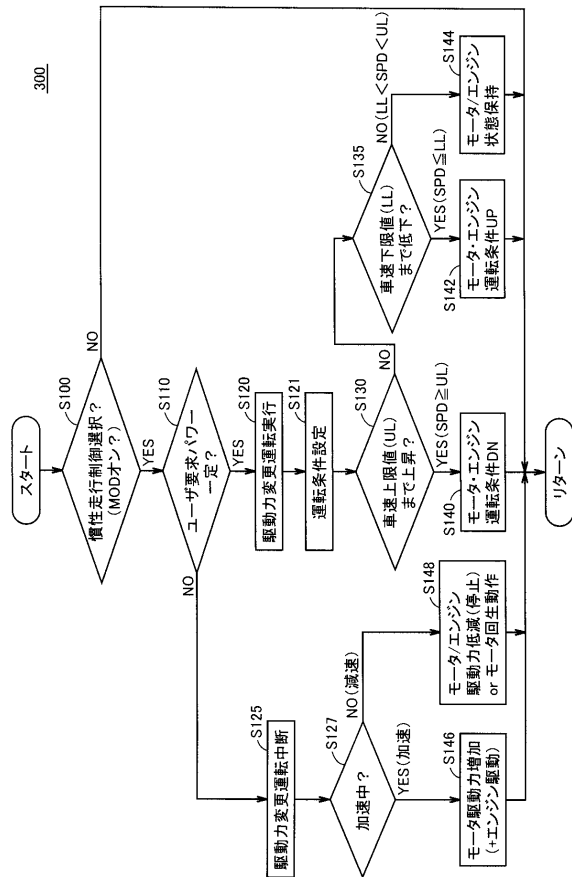 300
スタート
S100
慣性走行制御選択?
(MODオン?)
NO
YES
S110
ユーザ要求パワー
一定?
NO
YES
S120
駆動力変更運転実行
S121
運転条件設定
S130
車速上限値(UL)
まで上昇?
NO
YES(SPD≧UL)
S135
車速下限値(LL)
まで低下?
NO(LL<SPD<UL)
YES(SPD≦LL)
S125
駆動力変更運転中断
S127
加速中?
NO(減速)
YES(加速)
S146
モータ駆動力増加
(+エンジン駆動)
S148
モータ/エンジン
駆動力低減(停止)
or モータ回生動作
S140
モータ・エンジン
運転条件DN
S142
モータ・エンジン
運転条件UP
S144
モータ/エンジン
状態保持
リターン